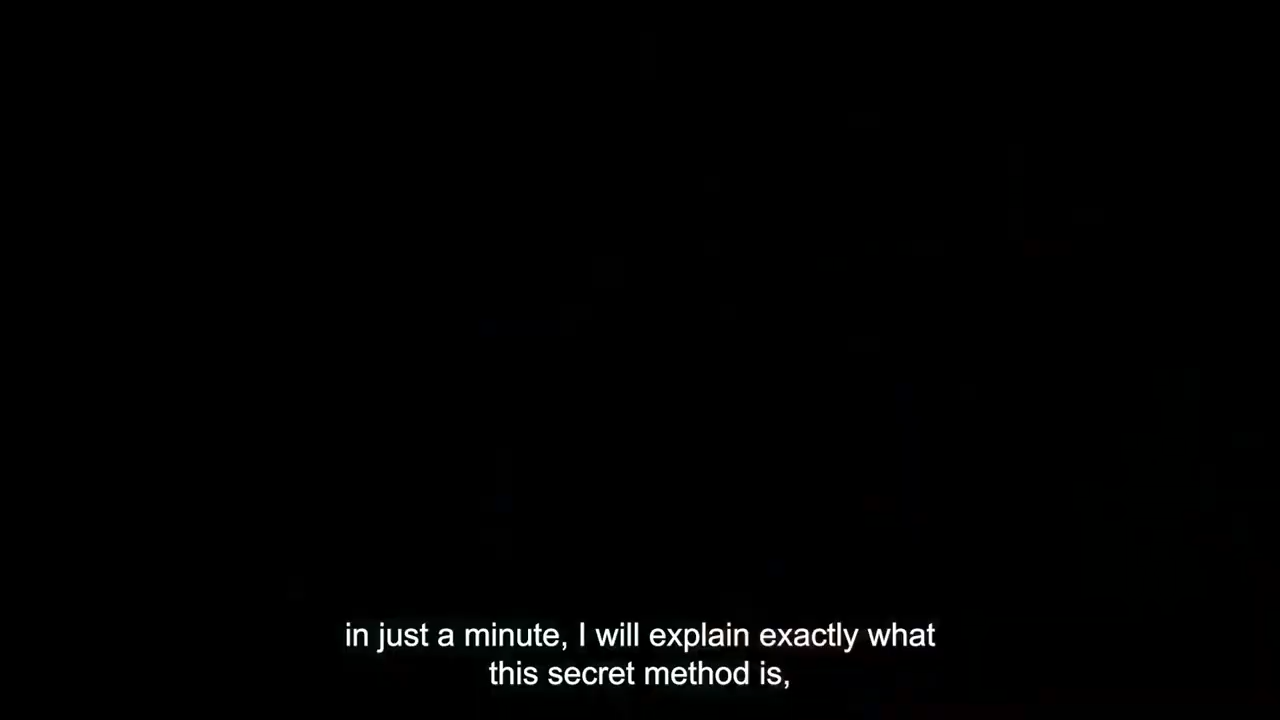 in just a minute, I will explain exactly what
this secret method is,